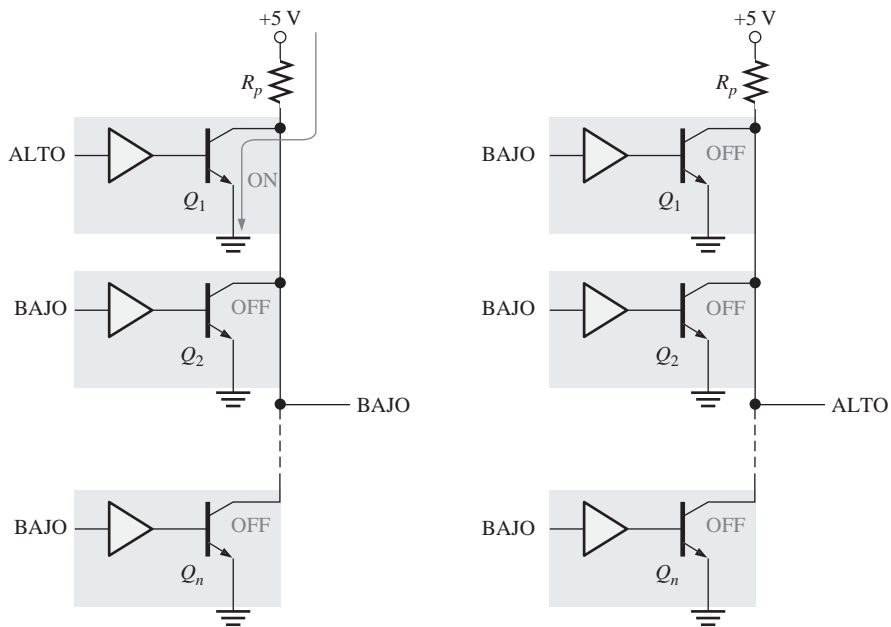 +5 V
R_p
ALTO
ON
Q_1
BAJO
OFF
Q_2
BAJO
BAJO
OFF
Q_n
+5 V
R_p
BAJO
OFF
Q_1
BAJO
OFF
Q_2
ALTO
BAJO
OFF
Q_n